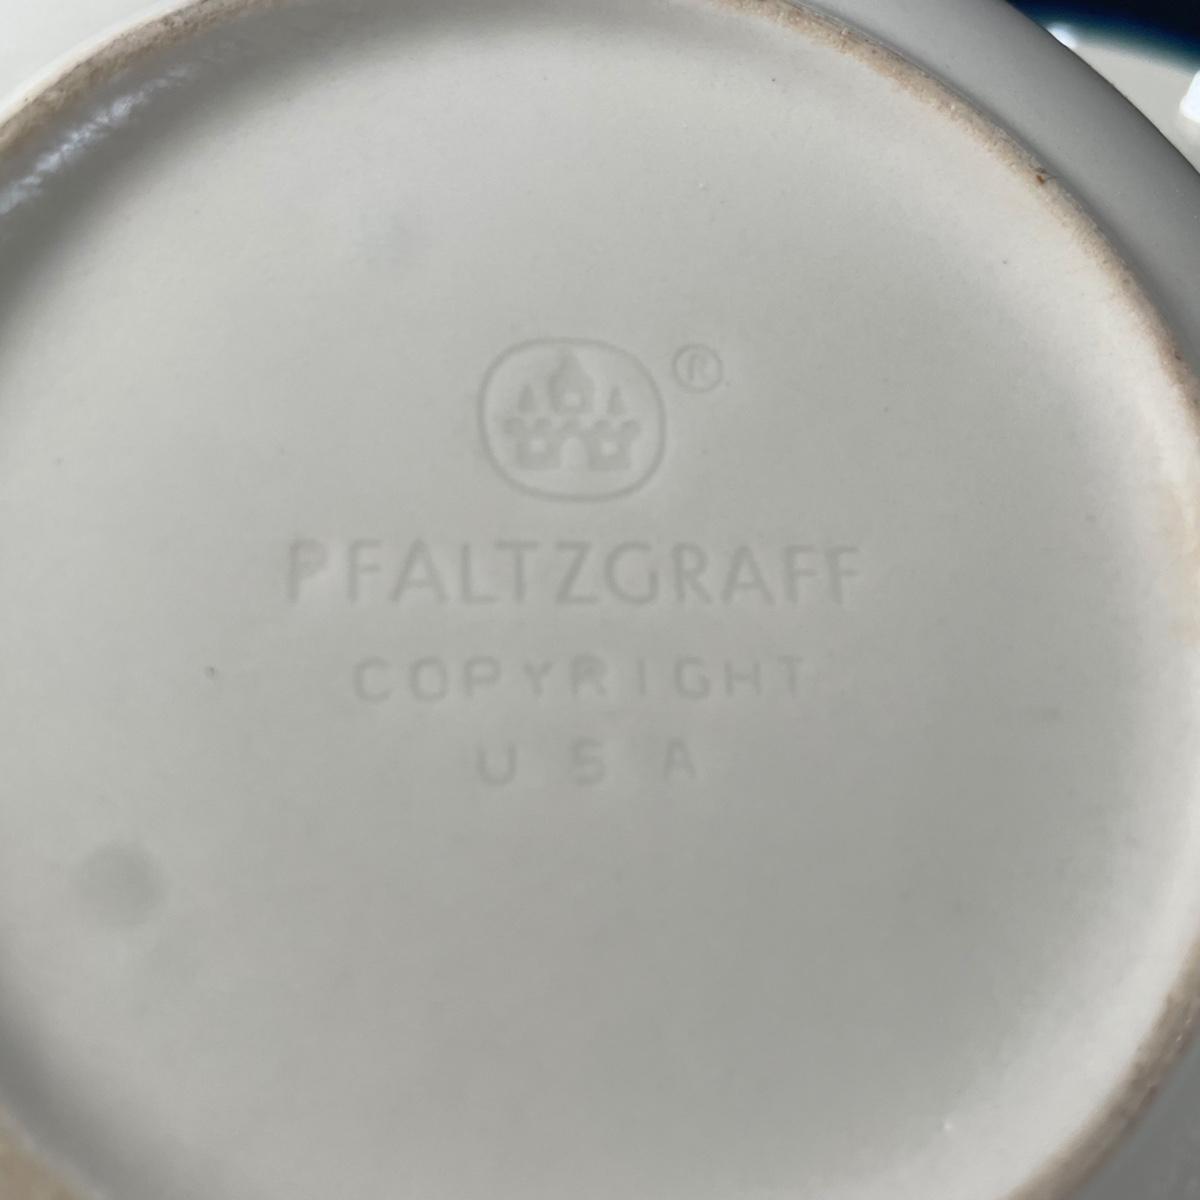 ®
PFALTZGRAFF
COPYRIGHT
U S A